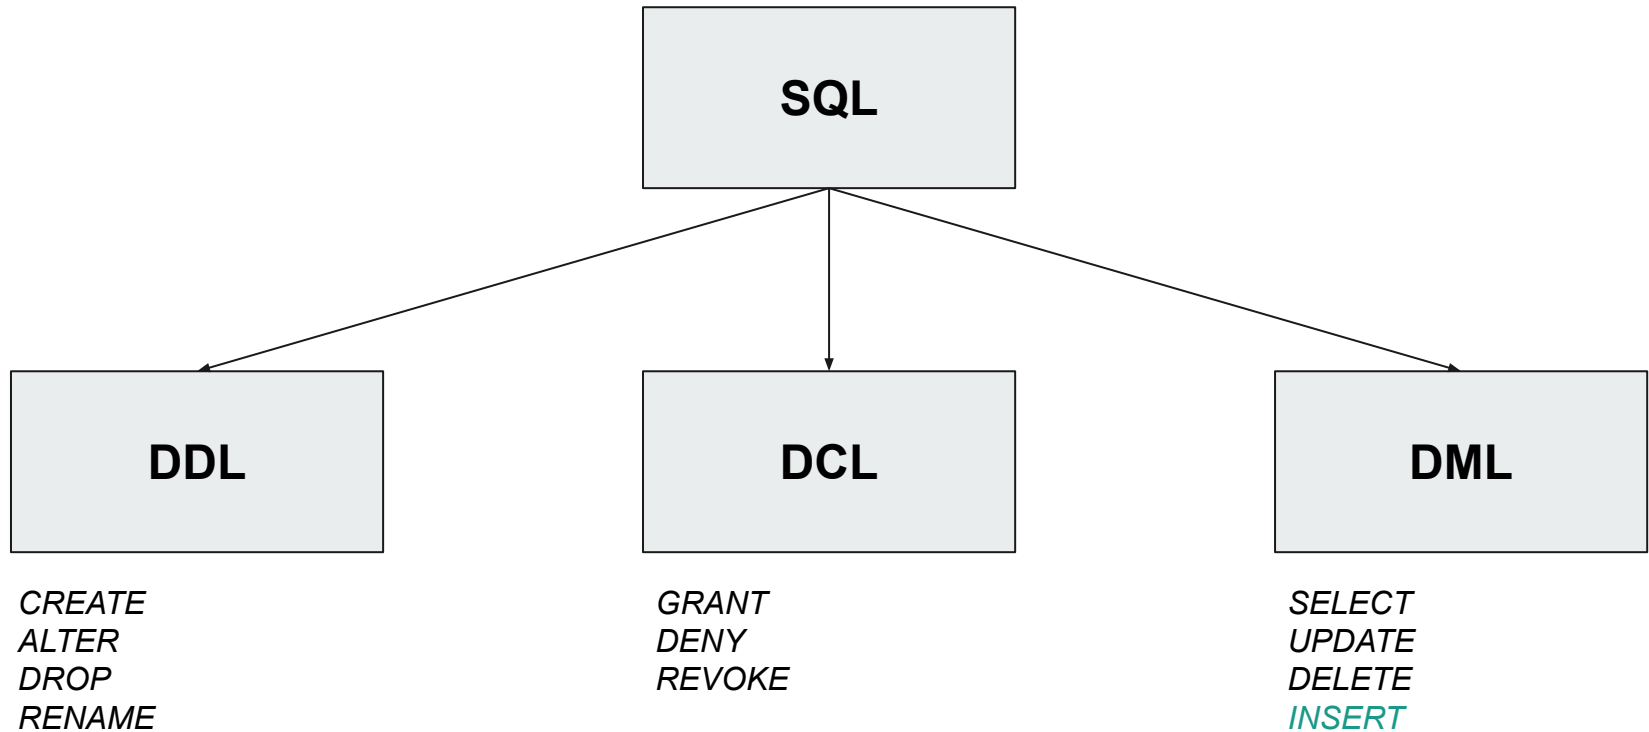 SQL
DDL
DCL
DML
CREATE
ALTER
DROP
RENAME
GRANT
DENY
REVOKE
SELECT
UPDATE
DELETE
INSERT